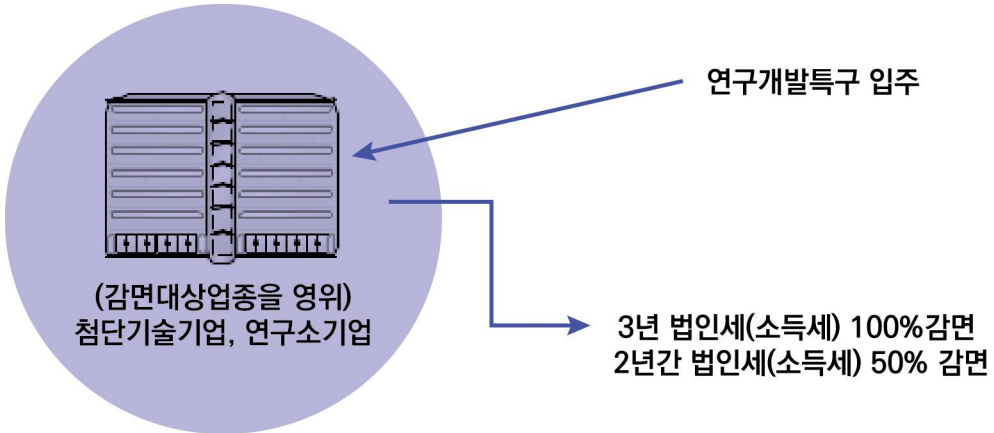 연구개발특구 입주
(감면대상업종을 영위)
첨단기술기업, 연구소기업
3년 법인세(소득세) 100%감면
2년간 법인세(소득세) 50% 감면